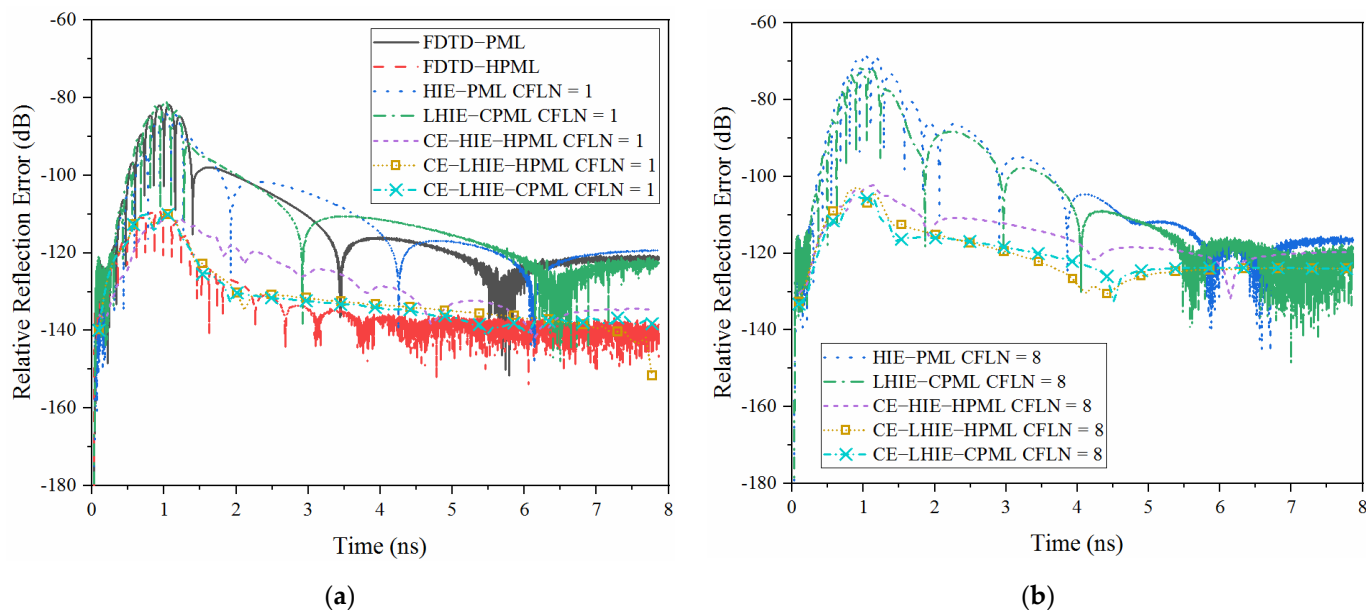 -60
-80
-100
-120
-140
-160
-180
Relative Reflection Error (dB)
0 1 2 3 4 5 6 7 8
Time (ns)
FDTD−PML
FDTD−HPML
HIE−PML CFLN = 1
LHIE−CPML CFLN = 1
CE−HIE−HPML CFLN = 1
CE−LHIE−HPML CFLN = 1
CE−LHIE−CPML CFLN = 1
(a)
-60
-80
-100
-120
-140
-160
-180
Relative Reflection Error (dB)
0 1 2 3 4 5 6 7 8
Time (ns)
HIE−PML CFLN = 8
LHIE−CPML CFLN = 8
CE−HIE−HPML CFLN = 8
CE−LHIE−HPML CFLN = 8
CE−LHIE−CPML CFLN = 8
(b)